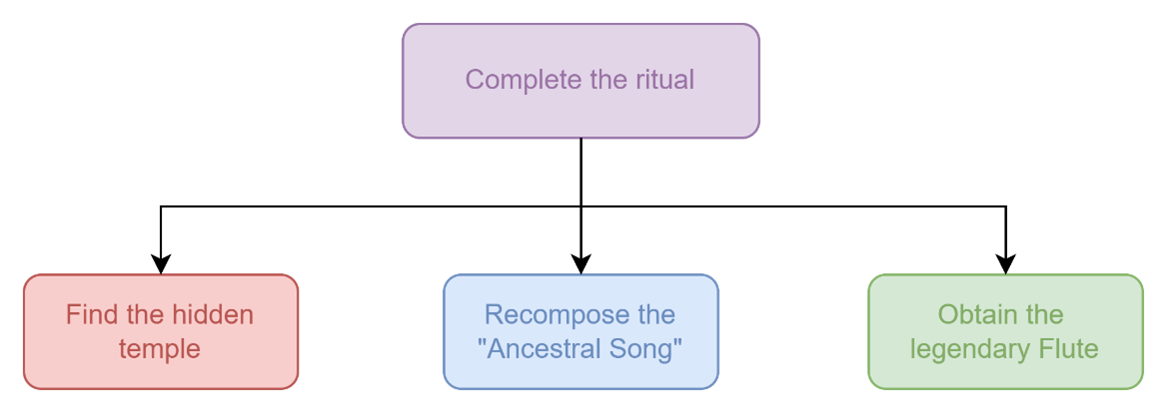 Complete the ritual
Find the hidden
temple
Recompose the
"Ancestral Song"
Obtain the
legendary Flute